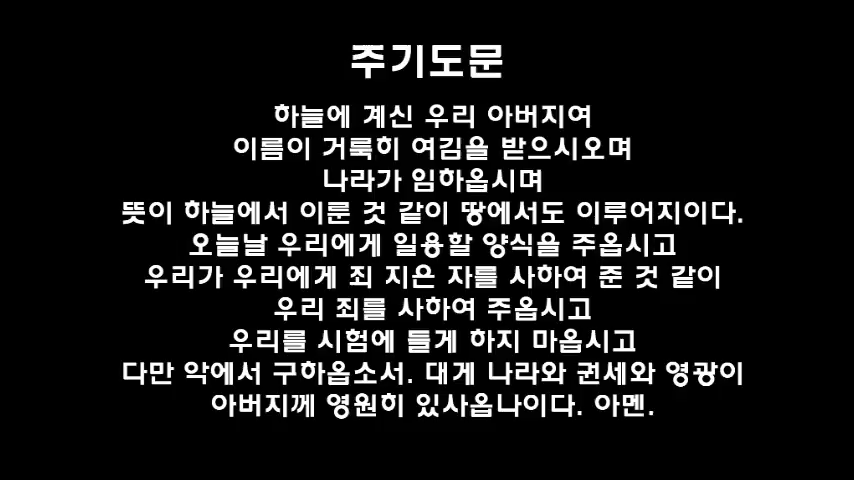 주기도문
하늘에 계신 우리 아버지여
이름이 거룩히 여김을 받으시오며
나라가 임하옵시며
뜻이 하늘에서 이룬 것 같이 땅에서도 이루어지이다.
오늘날 우리에게 일용할 양식을 주옵시고
우리가 우리에게 죄 지은 자를 사하여 준 것 같이
우리 죄를 사하여 주옵시고
우리를 시험에 들게 하지 마옵시고
다만 악에서 구하옵소서. 대게 나라와 권세와 영광이
아버지께 영원히 있사옵나이다. 아멘.